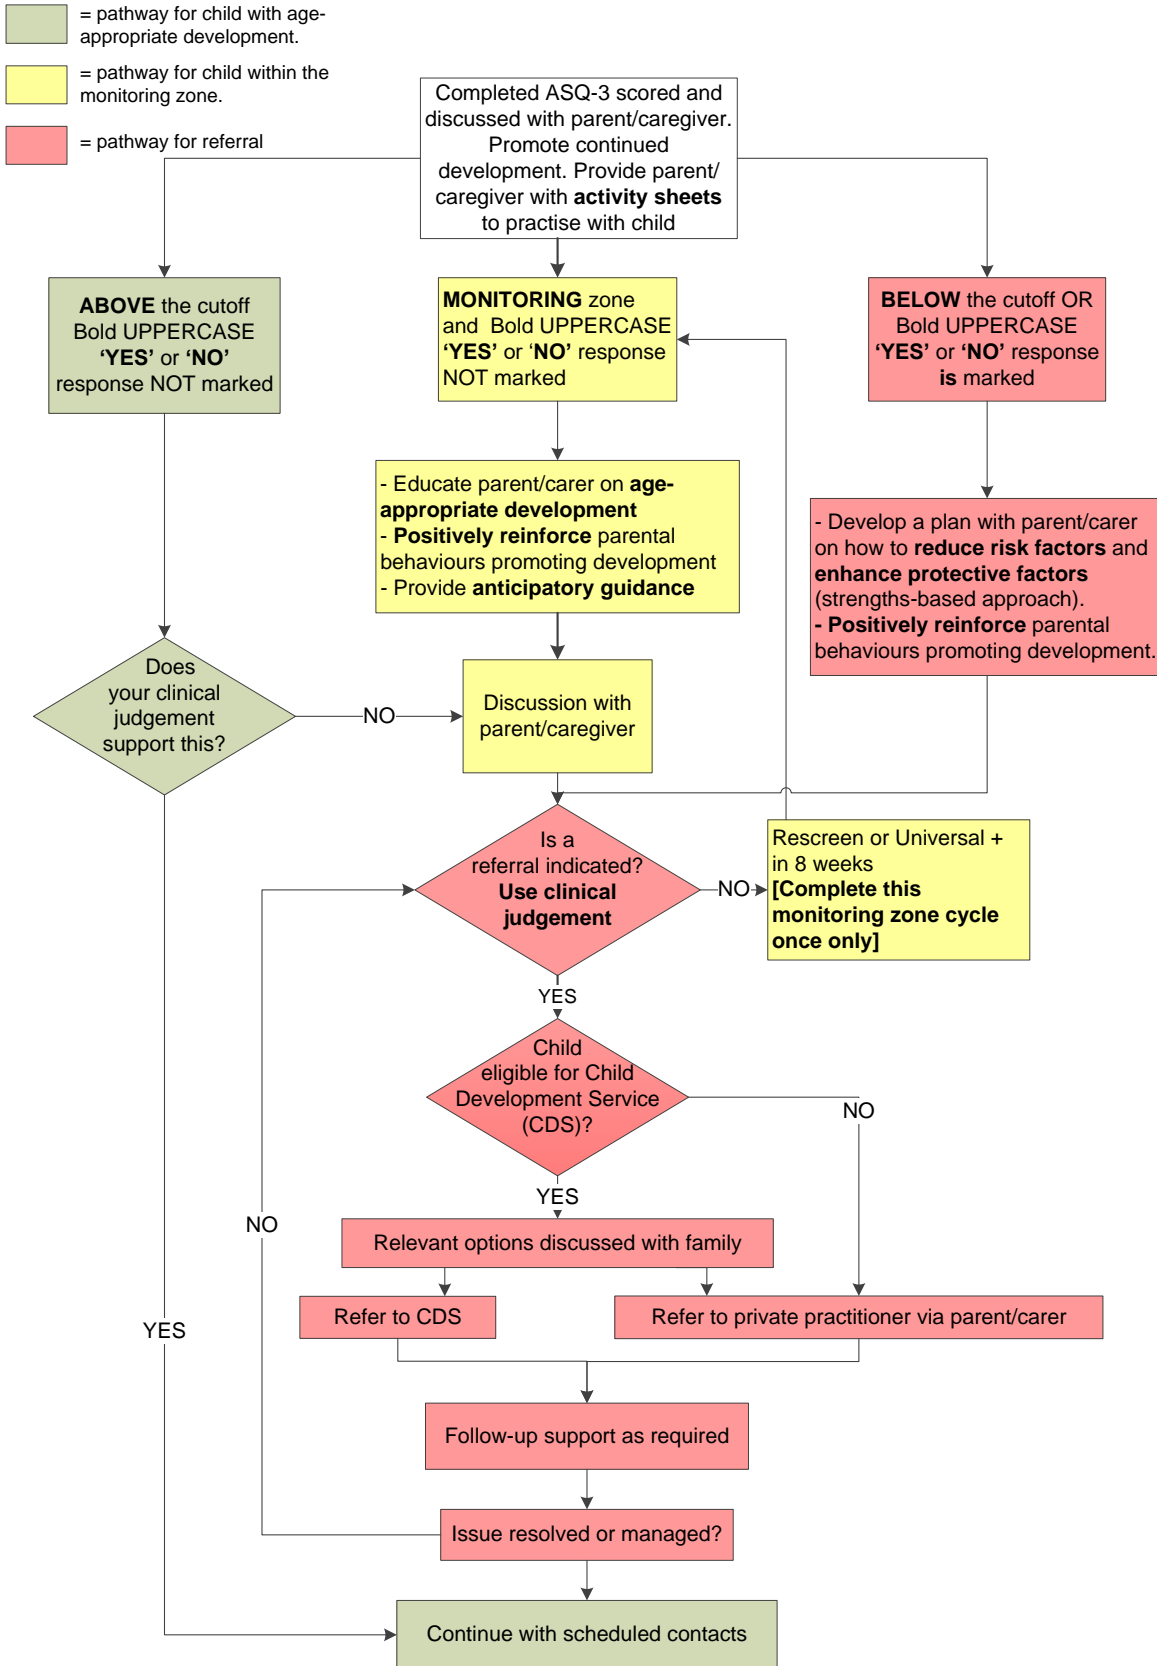 = pathway for child with age-
appropriate development.
= pathway for child within the
monitoring zone.
= pathway for referral
Completed ASQ-3 scored and
discussed with parent/caregiver.
Promote continued
development. Provide parent/
caregiver with activity sheets
to practise with child
ABOVE the cutoff
Bold UPPERCASE
‘YES’ or ‘NO’
response NOT marked
MONITORING zone
and Bold UPPERCASE
‘YES’ or ‘NO’ response
NOT marked
BELOW the cutoff OR
Bold UPPERCASE
‘YES’ or ‘NO’ response
is marked
- Educate parent/carer on age-
appropriate development
- Positively reinforce parental
behaviours promoting development
- Provide anticipatory guidance
- Develop a plan with parent/carer
on how to reduce risk factors and
enhance protective factors
(strengths-based approach).
- Positively reinforce parental
behaviours promoting development.
Does
your clinical
judgement
support this?
NO
Discussion with
parent/caregiver
Is a
referral indicated?
Use clinical
judgement
NO
Rescreen or Universal +
in 8 weeks
[Complete this
monitoring zone cycle
once only]
YES
Child
eligible for Child
Development Service
(CDS)?
NO
YES
NO
Relevant options discussed with family
Refer to CDS
Refer to private practitioner via parent/carer
YES
Follow-up support as required
Issue resolved or managed?
Continue with scheduled contacts